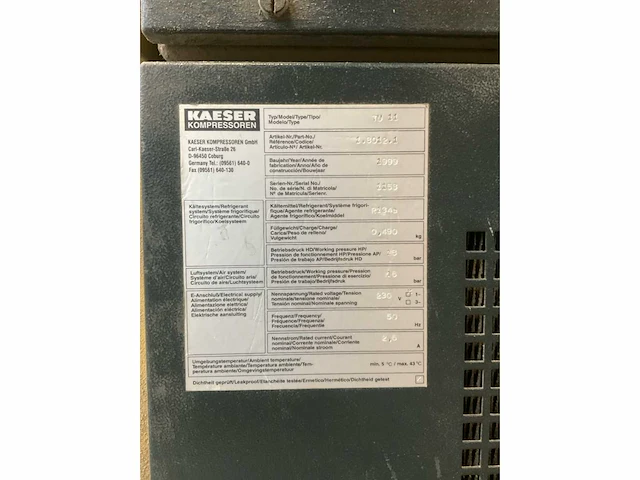 KAESER
KOMPRESSOREN
KAESER KOMPRESSOREN GmbH
Carl-Kaeser-Straße 26
D-96450 Coburg
Germany Tel.: (09561) 640-0
Fax (09561) 640-130
Typ/Model/Type/Tipo/
Modelo/Type
Artikel-Nr./Part-No./
Référence/Codice/
Artículo-Nº/ Artikel-Nr.
Baujahr/Year/Année de
fabrication/Anno/Año de
construcción/Bouwjaar
1999
Serien-Nr./Serial No./
No. de série/N. di Matricola/
Nº de Matrícula/Serienr.
Kältesystem/Refrigerant
system/Système frigorifique/
Circuito refrigerante/Circuito
frigorífico/Koelsysteem
Kältemittel/Refrigerant/Système frigori-
fique/Agente refrigerante/
Agente frigorífico/Koelmiddel
Füllgewicht/Charge/Charge/
Carica/Peso de relleno/
Vulgewicht
kg
Betriebsdruck HD/Working pressure HP/
Pression de fonctionnement HP/Pressione AP/
Presión de trabajo AP/Bedrijfsdruk HD
bar
Luftsystem/Air system/
Système d'air/Circuito aria/
Circuito de aire/Luchtsysteem
Betriebsdruck/Working pressure/Pression
de fonctionnement/Pressione di esercizio/
Presión de trabajo/Bedrijfsdruk
16
bar
E-Anschluß/Electrical supply/
Alimentation électrique/
Alimentazione elettrica/
Alimentación eléctrica/
Elektrische aansluiting
Nennspannung/Rated voltage/Tension
nominale/tensione nominale/
Tensión nominale/Nominale spanning
230
V
1~
3~
Frequenz/Frequency/
Fréquence/Frequenza/
Frecuencia/Frequentie
50
Hz
Nennstrom/Rated current/Courant
nominal/Corrente nominale/Corriente
nominal/Nominale stroom
A
Umgebungstemperatur/Ambient temperature/
Température ambiante/Temperatura ambiente/Tem-
peratura ambiente/Omgevingstemperatuur
min. 5 °C / max. 43 °C
Dichtheit geprüft/Leakproof/Etanchéité testée/Ermetico/Hermético/Dichtheid getest